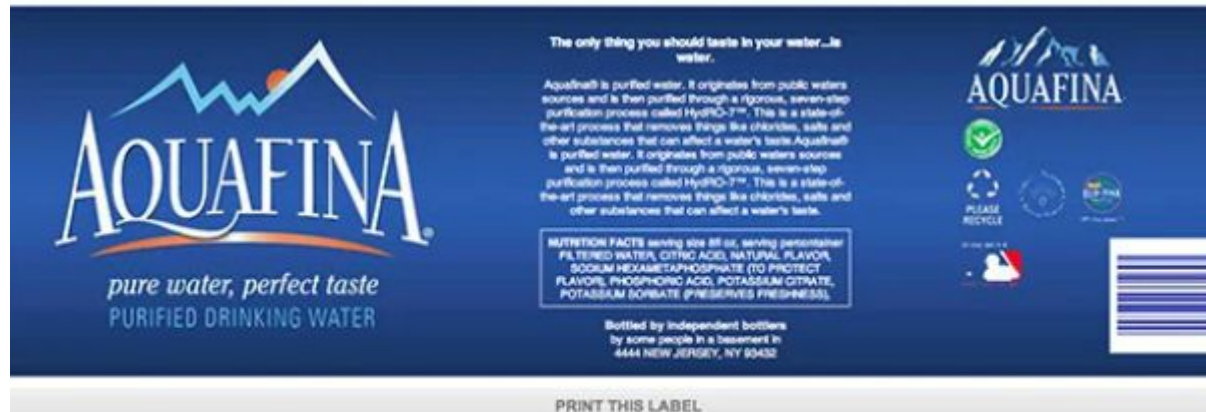 AQUAFINA®
pure water, perfect taste
PURIFIED DRINKING WATER
The only thing you should taste in your water...is
water.
Aquafina® is purified water. It originates from public waters
sources and is then purified through a rigorous, seven-step
purification process called HydRO-7™. This is a state-of-
the-art process that removes things like chlorides, salts and
other substances that can affect a water's taste.Aquafina®
is purified water. It originates from public waters sources
and is then purified through a rigorous, seven-step
purification process called HydRO-7™. This is a state-of-
the-art process that removes things like chlorides, salts and
other substances that can affect a water's taste.
NUTRITION FACTS serving size 8fl oz, serving percontainer
FILTERED WATER, CITRIC ACID, NATURAL FLAVOR,
SODIUM HEXAMETAPHOSPHATE (TO PROTECT
FLAVOR), PHOSPHORIC ACID, POTASSIUM CITRATE,
POTASSIUM SORBATE (PRESERVES FRESHNESS),
Bottled by independent bottlers
by some people in a basement in
4444 NEW JERSEY, NY 93432
AQUAFINA
PLEASE
RECYCLE
PRINT THIS LABEL